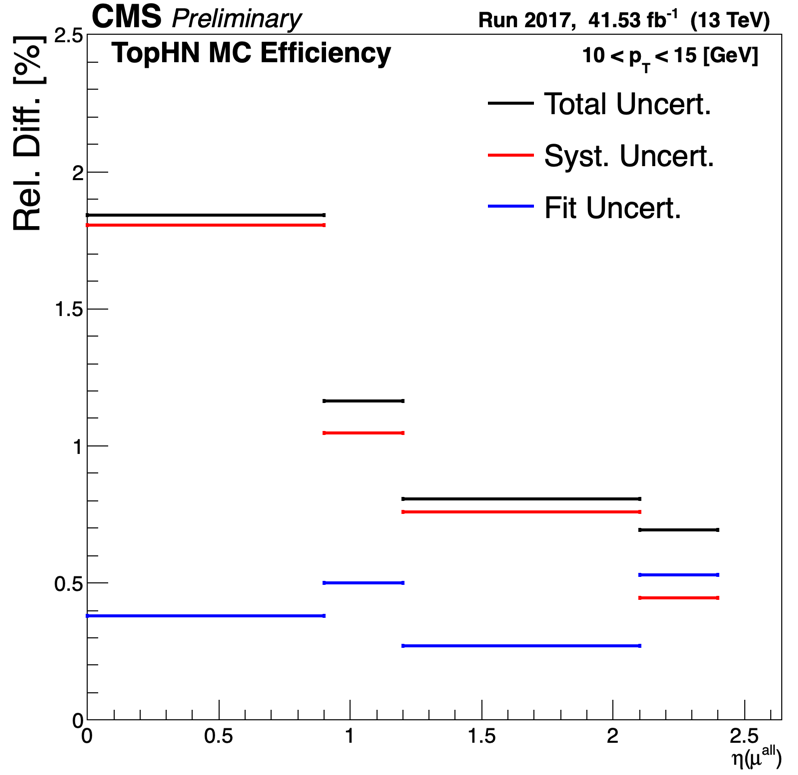 CMS Preliminary
Run 2017, 41.53 fb⁻¹ (13 TeV)
TopHN MC Efficiency
10 < p_T < 15 [GeV]
Rel. Diff. [%]
Total Uncert.
Syst. Uncert.
Fit Uncert.
2.5
2
1.5
1
0.5
0
0 0.5 1 1.5 2 2.5
η(μᵃˡˡ)